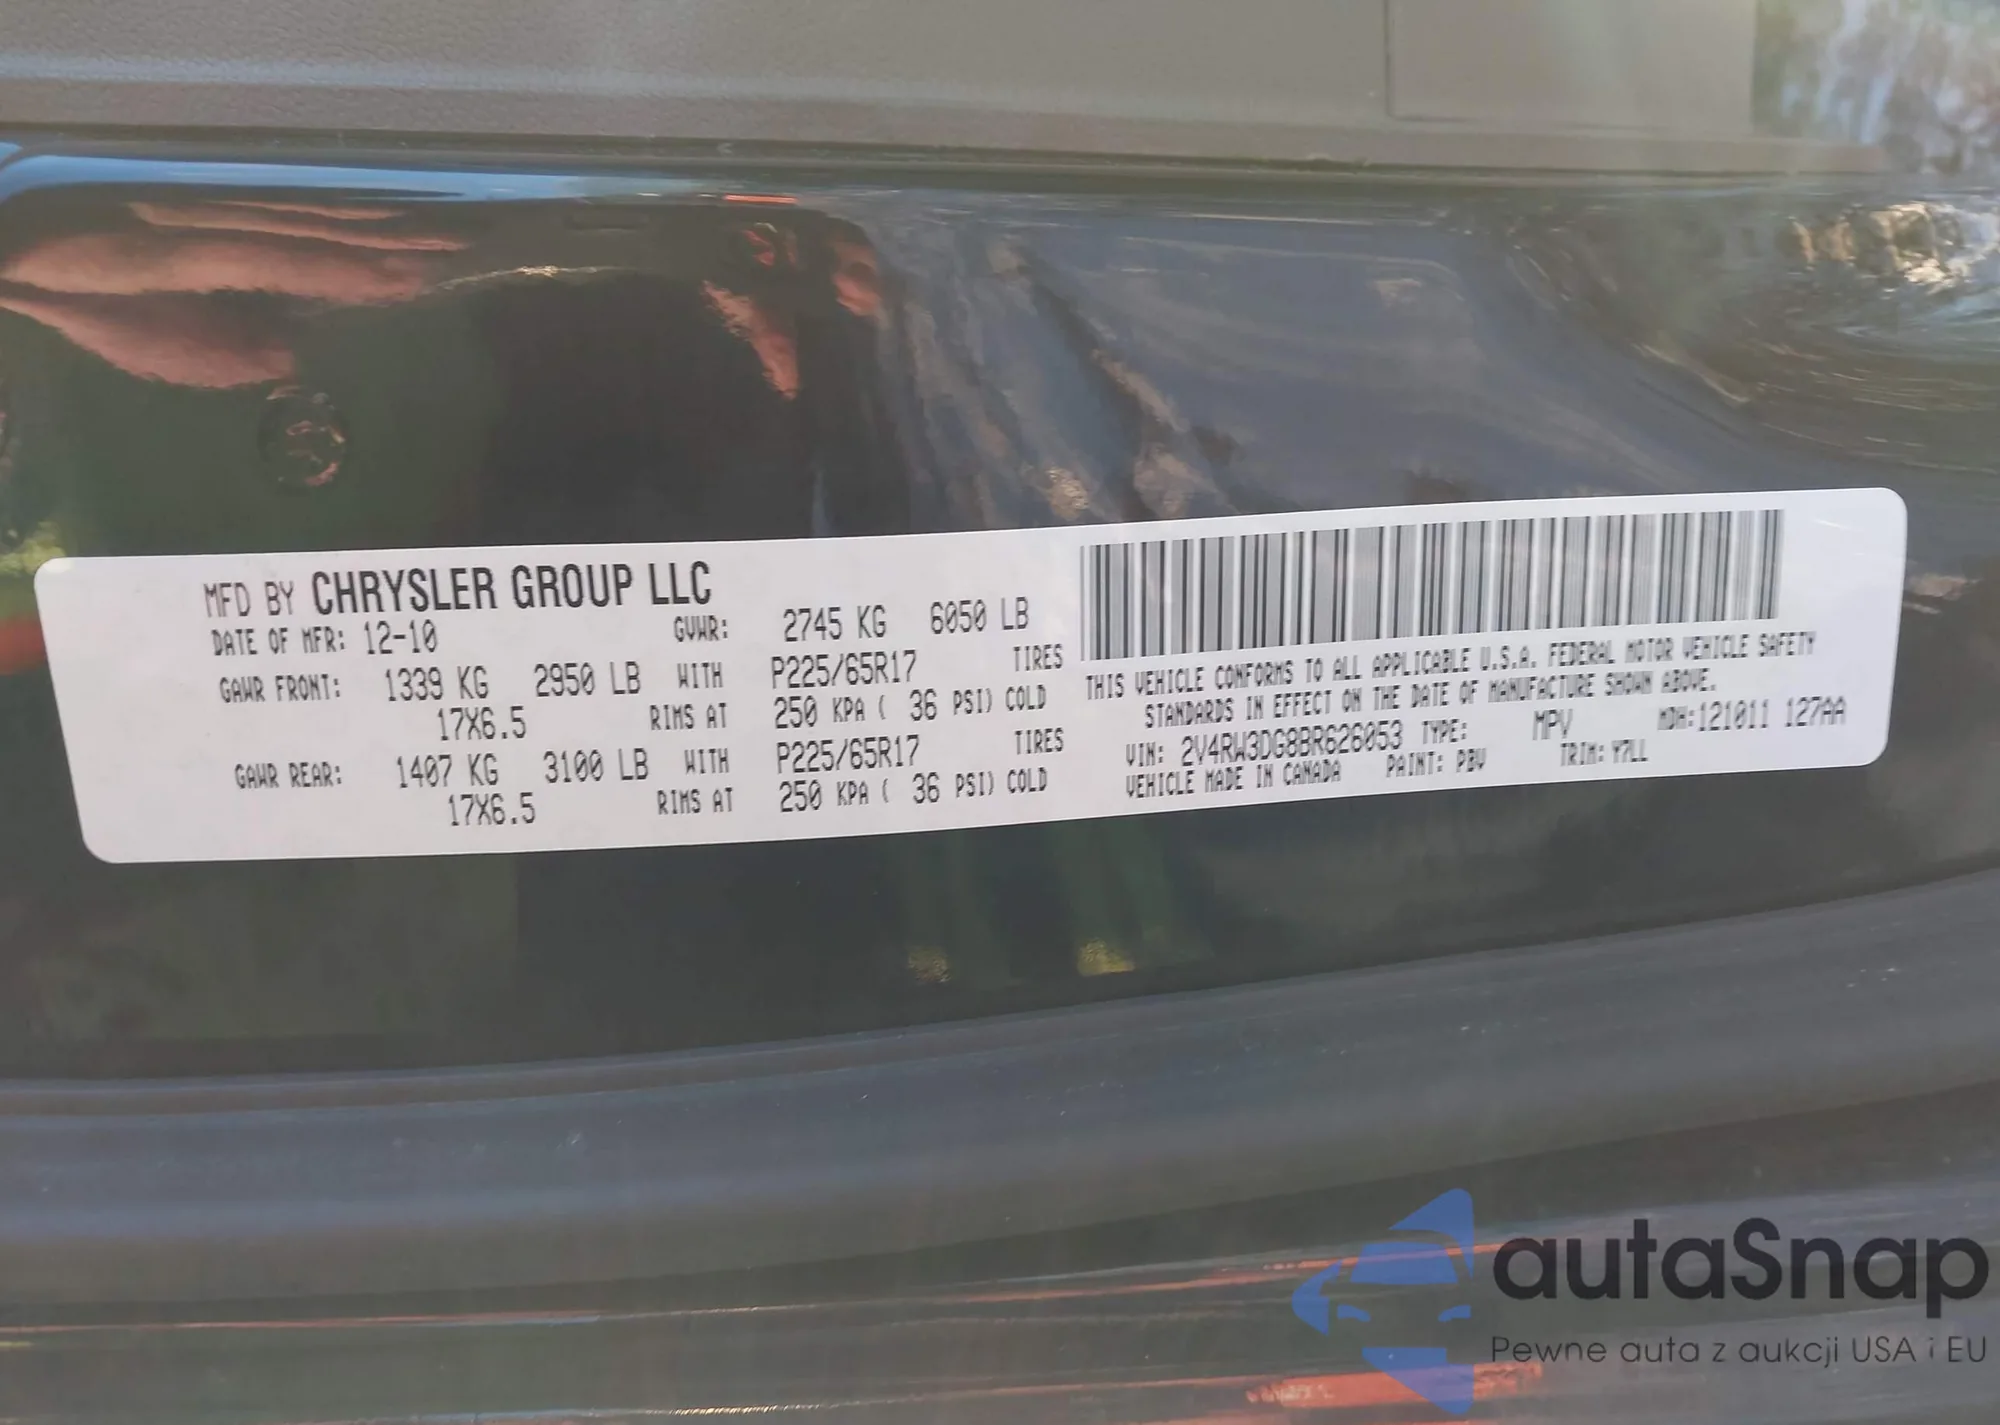 MFD BY CHRYSLER GROUP LLC
DATE OF MFR: 12-10 GVWR: 2745 KG 6050 LB
GAWR FRONT: 1339 KG 2950 LB WITH P225/65R17 TIRES
17X6.5 RIMS AT 250 KPA ( 36 PSI) COLD
GAWR REAR: 1407 KG 3100 LB WITH P225/65R17 TIRES
17X6.5 RIMS AT 250 KPA ( 36 PSI) COLD
THIS VEHICLE CONFORMS TO ALL APPLICABLE U.S.A. FEDERAL MOTOR VEHICLE SAFETY
STANDARDS IN EFFECT ON THE DATE OF MANUFACTURE SHOWN ABOVE.
VIN: 2V4RW3DG8BR626053 TYPE: MPV MDH:121011 127AA
VEHICLE MADE IN CANADA PAINT: PBV TRIM: Y7LL
autaSnap
Pewne auta z aukcji USA i EU